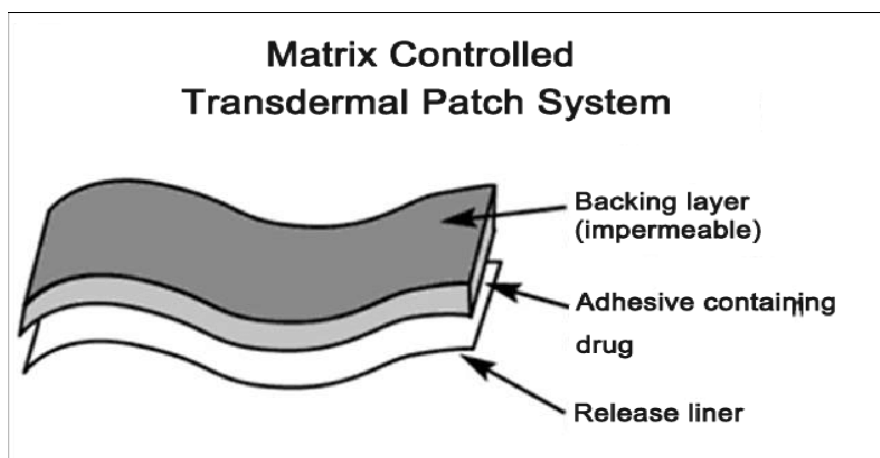 Matrix Controlled
Transdermal Patch System
Backing layer
(impermeable)
Adhesive containing
drug
Release liner